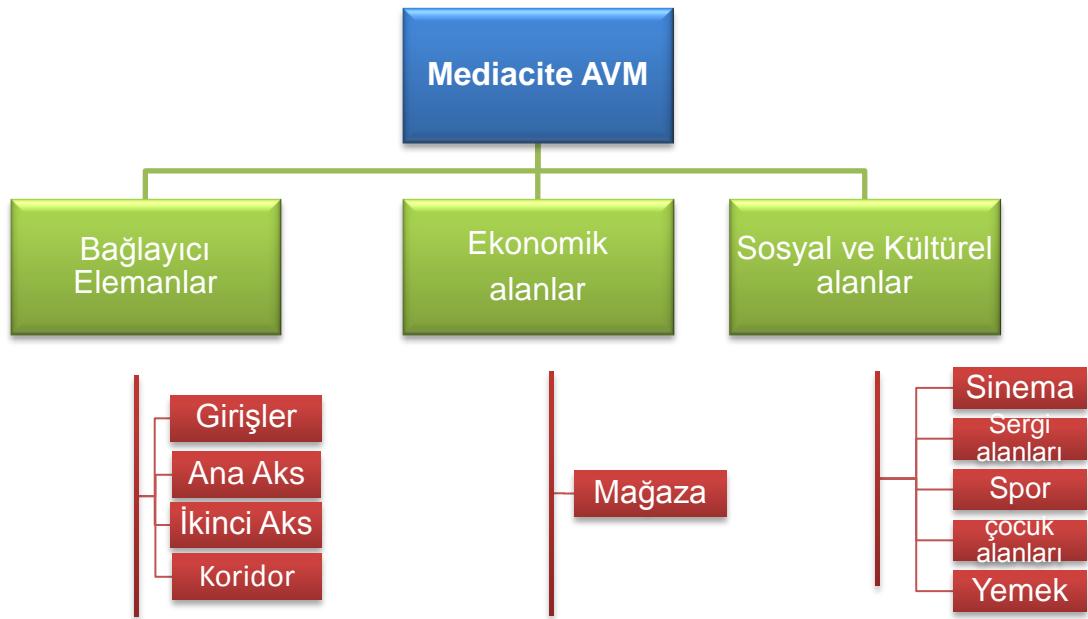 Mediacite AVM
Bağlayıcı
Elemanlar
Ekonomik
alanlar
Sosyal ve Kültürel
alanlar
Girişler
Ana Aks
İkinci Aks
Koridor
Mağaza
Sinema
Sergi
alanları
Spor
çocuk
alanları
Yemek